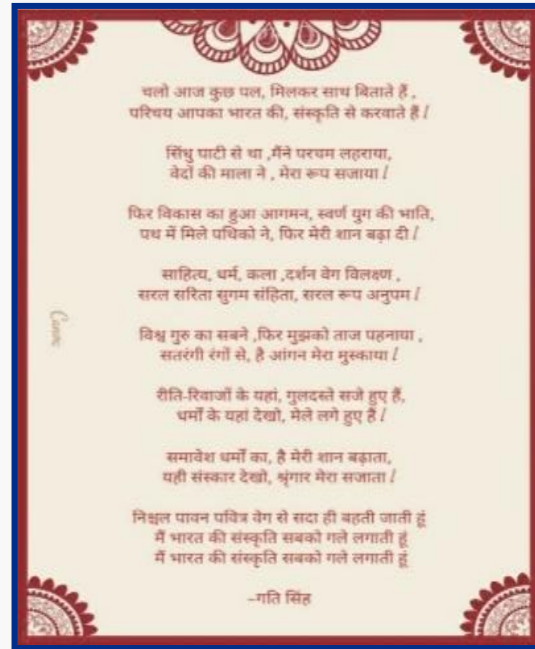 चलो आज कुछ पल, मिलकर साथ बिताते हैं ,
परिचय आपका भारत की, संस्कृति से करवाते हैं !
सिंधु घाटी से था ,मैंने परचम लहराया,
वेदों की माला ने , मेरा रूप सजाया !
फिर विकास का हुआ आगमन, स्वर्ण युग की भाति,
पथ में मिले पथिको ने, फिर मेरी शान बढ़ा दी !
साहित्य, धर्म, कला ,दर्शन वेग विलक्षण ,
सरल सरिता सुगम संहिता, सरल रूप अनुपम !
विश्व गुरु का सबने ,फिर मुझको ताज पहनाया ,
सतरंगी रंगों से, है आंगन मेरा मुस्काया !
रीति-रिवाजों के यहां, गुलदस्ते सजे हुए हैं,
धर्मों के यहां देखो, मेले लगे हुए हैं !
समावेश धर्मों का, है मेरी शान बढ़ाता,
यही संस्कार देखो, श्रृंगार मेरा सजाता !
निश्चल पावन पवित्र वेग से सदा ही बहती जाती हूं
मैं भारत की संस्कृति सबको गले लगाती हूं
मैं भारत की संस्कृति सबको गले लगाती हूं
–गति सिंह
Canva